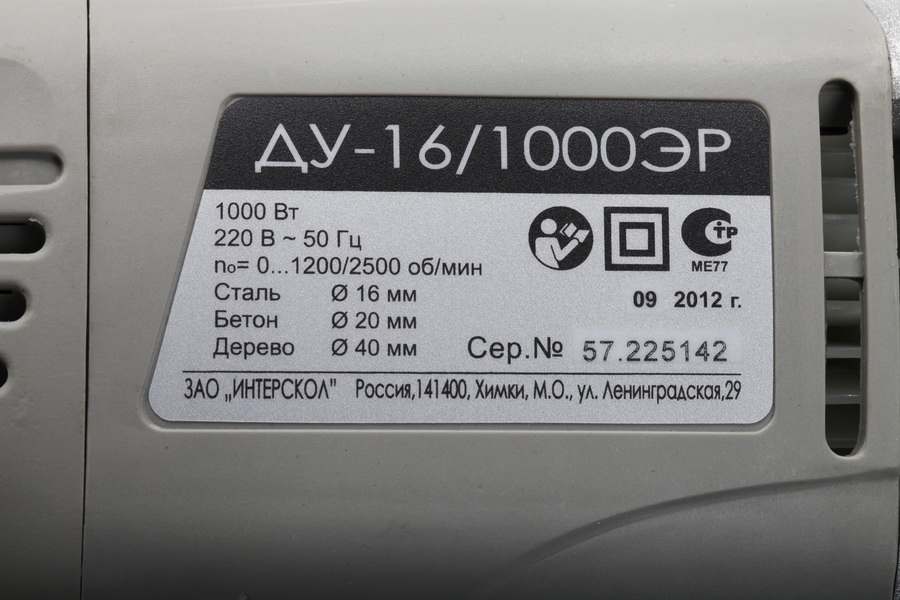 ДУ-16/1000ЭР
1000 Вт
220 В ~ 50 Гц
n₀= 0...1200/2500 об/мин
Сталь Ø 16 мм
Бетон Ø 20 мм
Дерево Ø 40 мм
СТР
МЕ77
09 2012 г.
Сер.№ 57.225142
ЗАО „ИНТЕРСКОЛ" Россия,141400, Химки, М.О., ул. Ленинградская,29